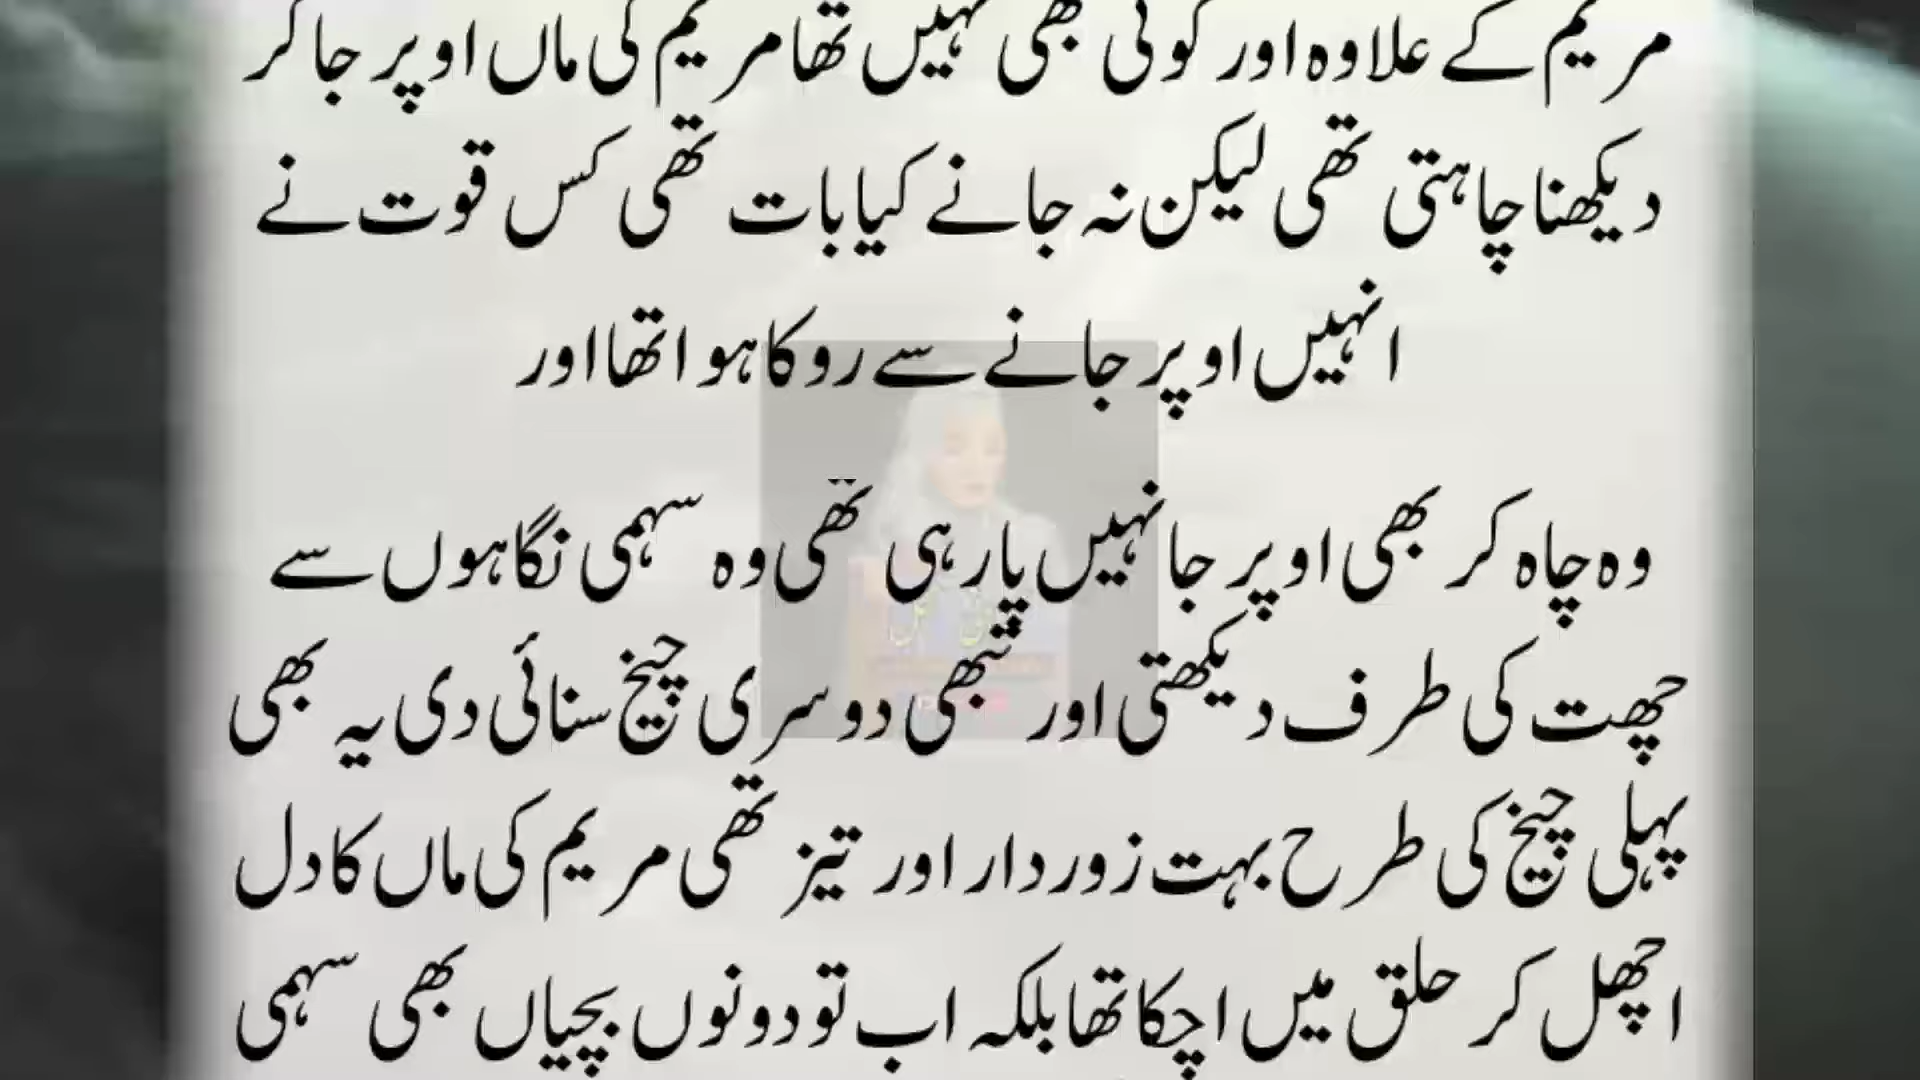 مریم کے علاوہ اور کوئی بھی نہیں تھا مریم کی ماں اوپر جا کر
دیکھنا چاہتی تھی لیکن نہ جانے کیا بات تھی کس قوت نے
انہیں اوپر جانے سے روکا ہوا تھا اور
وہ چاہ کر بھی اوپر جا نہیں پا رہی تھی وہ سہمی نگاہوں سے
چھت کی طرف دیکھتی اور تبھی دوسری چیخ سنائی دی یہ بھی
پہلی چیخ کی طرح بہت زور دار اور تیز تھی مریم کی ماں کا دل
اچھل کر حلق میں اچکا تھا بلکہ اب تو دونوں بچیاں بھی سہمی